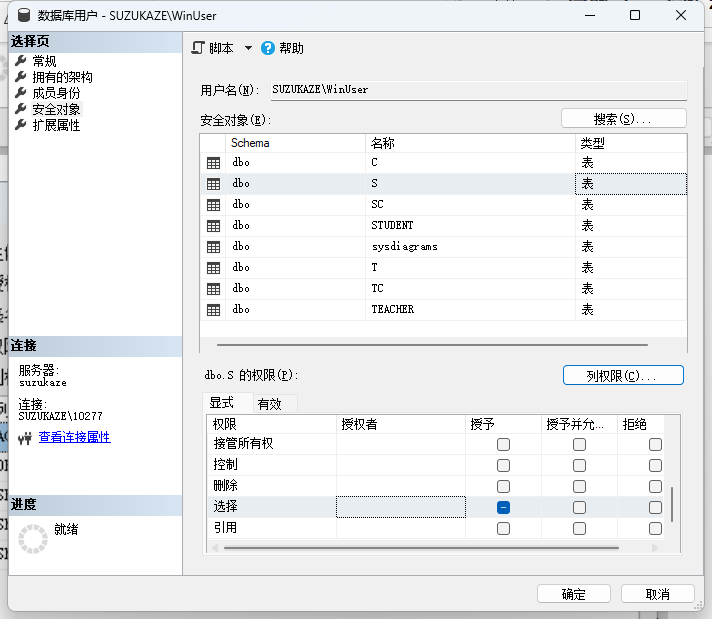 数据库用户 - SUZUKAZE\WinUser
选择页
常规
拥有的架构
成员身份
安全对象
扩展属性
脚本 帮助
用户名(N): SUZUKAZE\WinUser
安全对象(E): 搜索(S)...
Schema 名称 类型
dbo C 表
dbo S 表
dbo SC 表
dbo STUDENT 表
dbo sysdiagrams 表
dbo T 表
dbo TC 表
dbo TEACHER 表
连接
服务器:
suzukaze
连接:
SUZUKAZE\10277
查看连接属性
进度
就绪
dbo.S 的权限(P): 列权限(C)...
显式 有效
权限 授权者 授予 授予并允... 拒绝
接管所有权
控制
删除
选择
引用
确定 取消